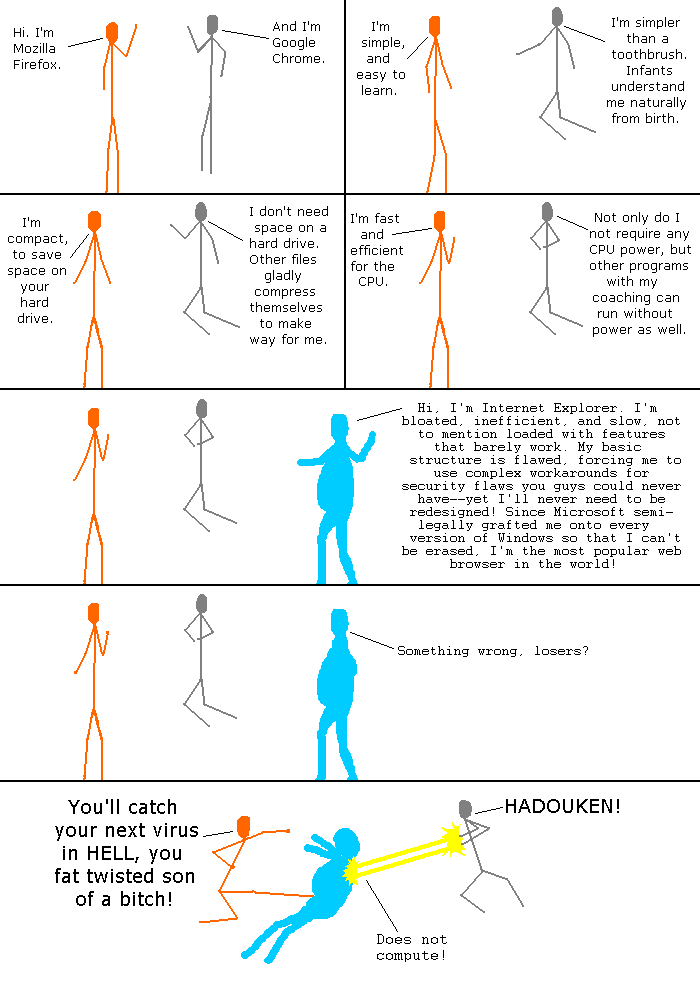 Hi. I'm
Mozilla
Firefox.
And I'm
Google
Chrome.
I'm
simple,
and
easy to
learn.
I'm simpler
than a
toothbrush.
Infants
understand
me naturally
from birth.
I'm
compact,
to save
space on
your
hard
drive.
I don't need
space on a
hard drive.
Other files
gladly
compress
themselves
to make
way for me.
I'm fast
and
efficient
for the
CPU.
Not only do I
not require any
CPU power, but
other programs
with my
coaching can
run without
power as well.
Hi, I'm Internet Explorer. I'm
bloated, inefficient, and slow, not
to mention loaded with features
that barely work. My basic
structure is flawed, forcing me to
use complex workarounds for
security flaws you guys could never
have--yet I'll never need to be
redesigned! Since Microsoft semi-
legally grafted me onto every
version of Windows so that I can't
be erased, I'm the most popular web
browser in the world!
Something wrong, losers?
You'll catch
your next virus
in HELL, you
fat twisted son
of a bitch!
HADOUKEN!
Does not
compute!